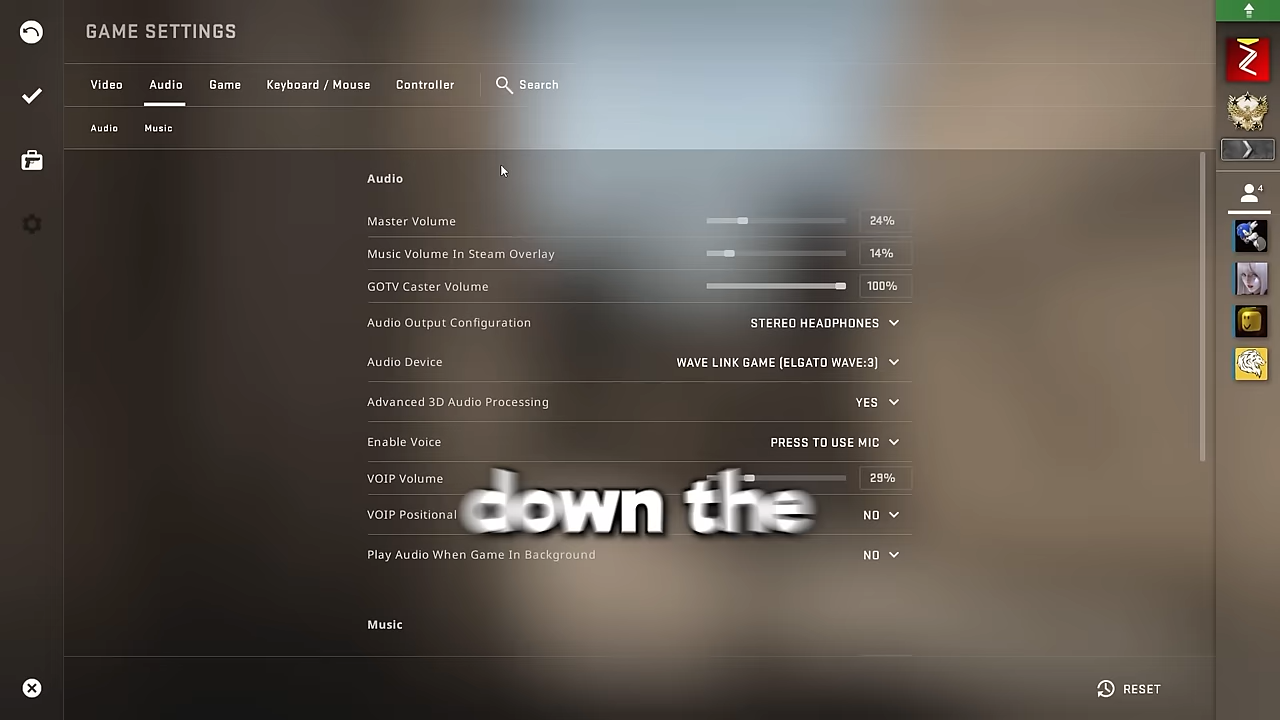 GAME SETTINGS
Video Audio Game Keyboard / Mouse Controller Search
Audio Music
Audio
Master Volume 24%
Music Volume In Steam Overlay 14%
GOTV Caster Volume 100%
Audio Output Configuration STEREO HEADPHONES
Audio Device WAVE LINK GAME (ELGATO WAVE:3)
Advanced 3D Audio Processing YES
Enable Voice PRESS TO USE MIC
VOIP Volume 29%
down the
VOIP Positional NO
Play Audio When Game In Background NO
Music
RESET
4